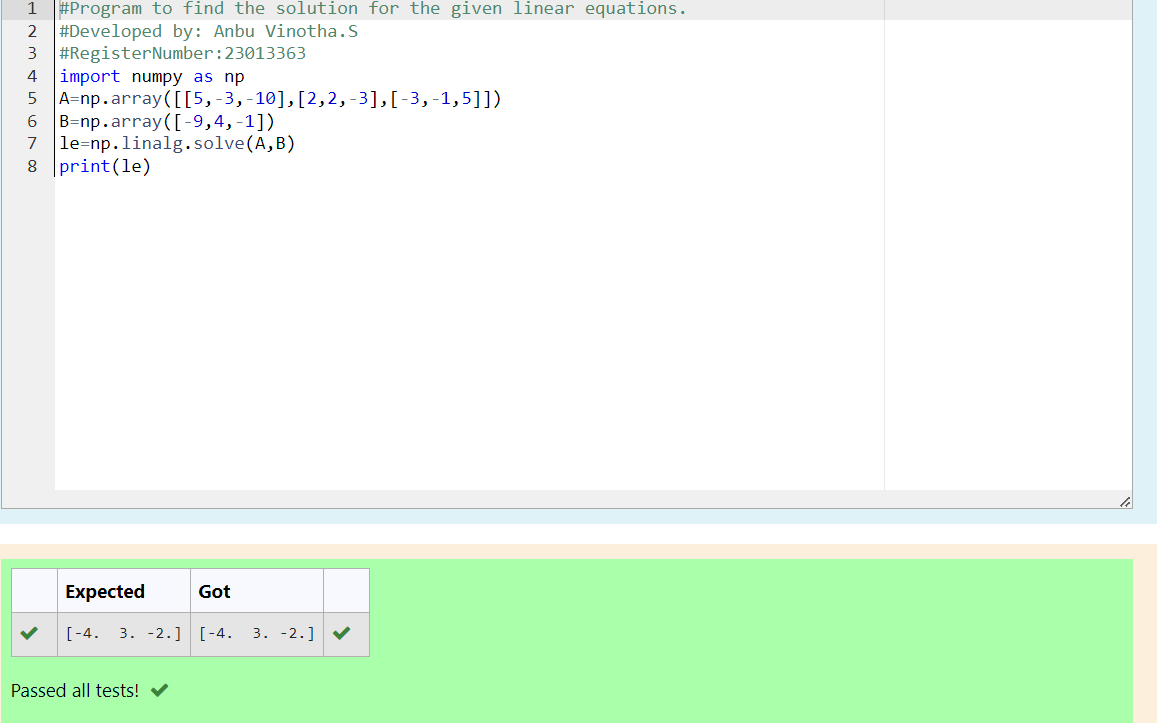 1 #Program to find the solution for the given linear equations.
2 #Developed by: Anbu Vinotha.S
3 #RegisterNumber:23013363
4 import numpy as np
5 A=np.array([[5,-3,-10],[2,2,-3],[-3,-1,5]])
6 B=np.array([-9,4,-1])
7 le=np.linalg.solve(A,B)
8 print(le)
Expected Got
[-4.  3. -2.] [-4.  3. -2.]
Passed all tests!